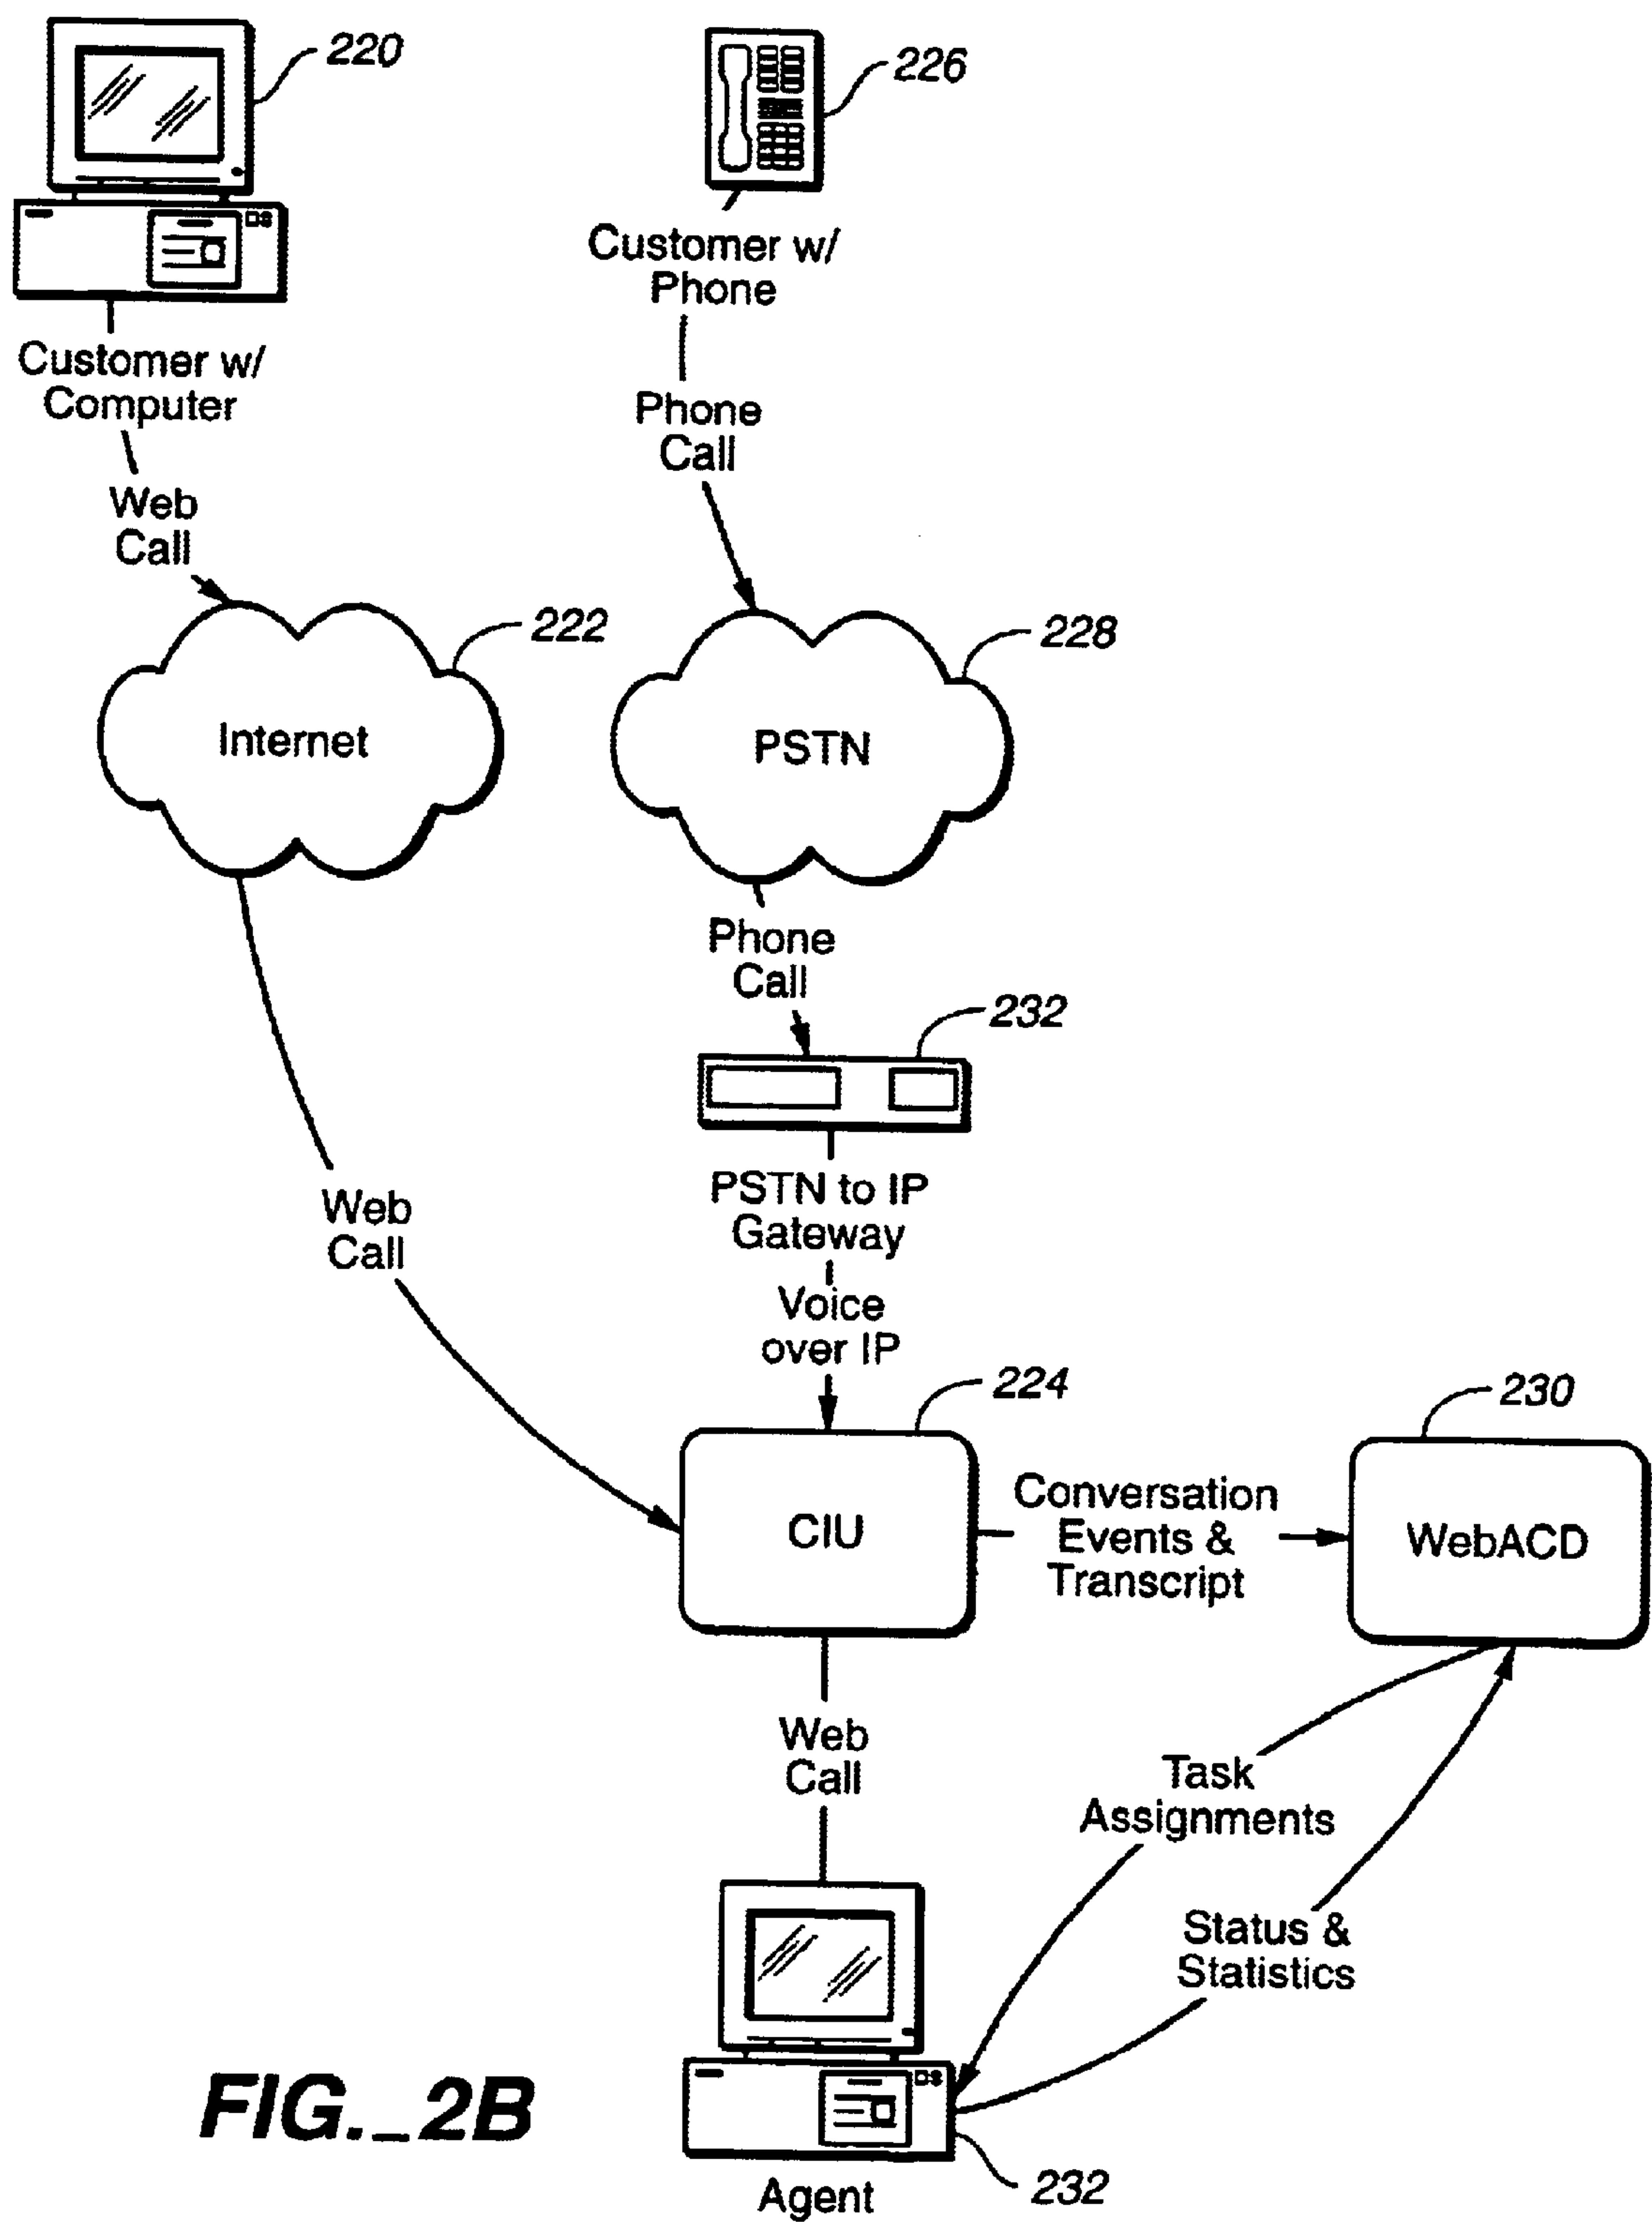 220
226
Customer w/
Phone
Customer w/
Computer
Phone
Call
Web
Call
222
228
Internet
PSTN
Phone
Call
232
PSTN to IP
Gateway
Web
Call
Voice
over IP
224
230
Conversation
Events &
Transcript
CIU
WebACD
Web
Call
Task
Assignments
Status &
Statistics
FIG._2B
232
Agent